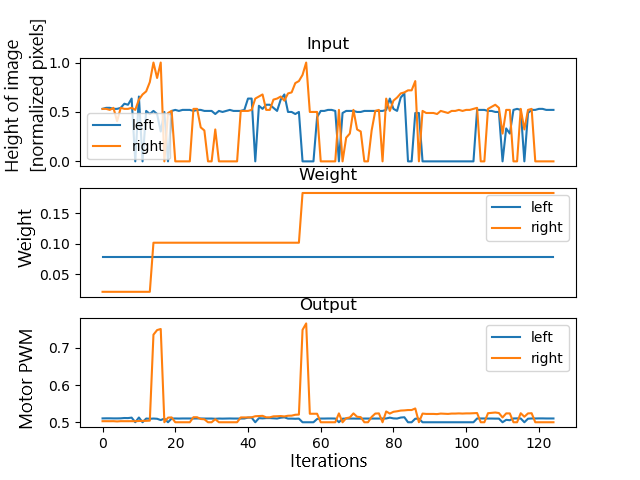 Input
Height of image
[normalized pixels]
1.0
0.5
0.0
left
right
Weight
Weight
0.15
0.10
0.05
left
right
Output
Motor PWM
0.7
0.6
0.5
left
right
0
20
40
60
80
100
120
Iterations